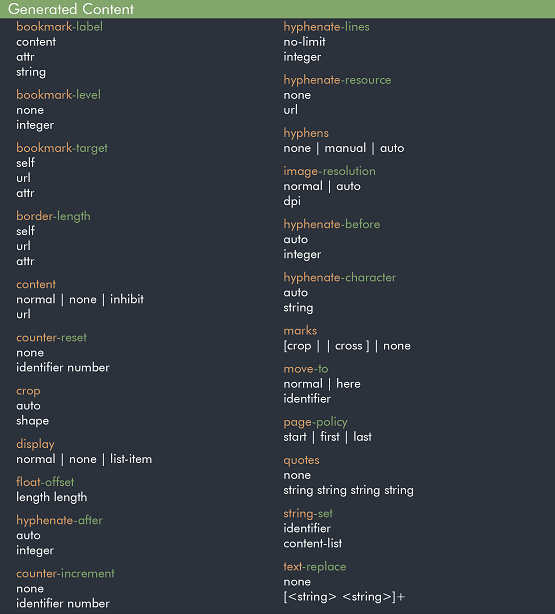 Generated Content
bookmark-label
content
attr
string
bookmark-level
none
integer
bookmark-target
self
url
attr
border-length
self
url
attr
content
normal | none | inhibit
url
counter-reset
none
identifier number
crop
auto
shape
display
normal | none | list-item
float-offset
length length
hyphenate-after
auto
integer
counter-increment
none
identifier number
hyphenate-lines
no-limit
integer
hyphenate-resource
none
url
hyphens
none | manual | auto
image-resolution
normal | auto
dpi
hyphenate-before
auto
integer
hyphenate-character
auto
string
marks
[crop | | cross ] | none
move-to
normal | here
identifier
page-policy
start | first | last
quotes
none
string string string string
string-set
identifier
content-list
text-replace
none
[<string> <string>]+